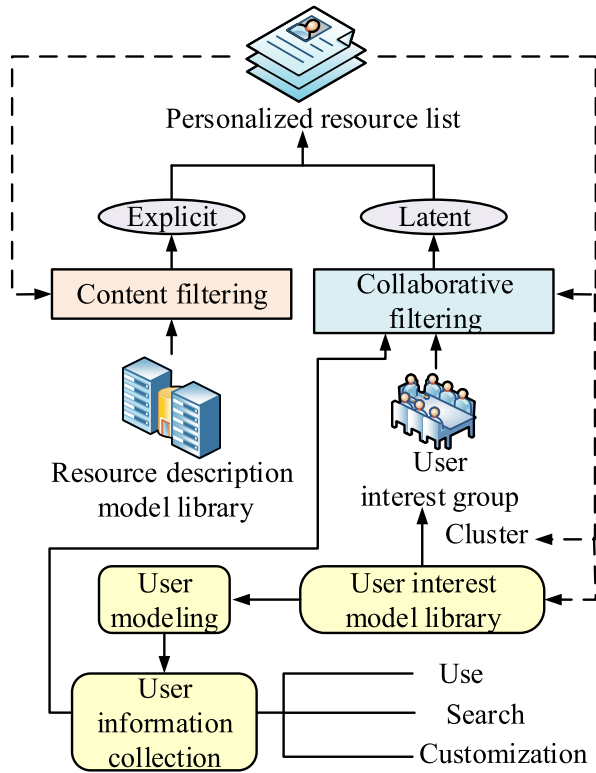 Personalized resource list
Explicit
Latent
Content filtering
Collaborative
filtering
Resource description
model library
User
interest group
Cluster
User
modeling
User interest
model library
User
information
collection
Use
Search
Customization